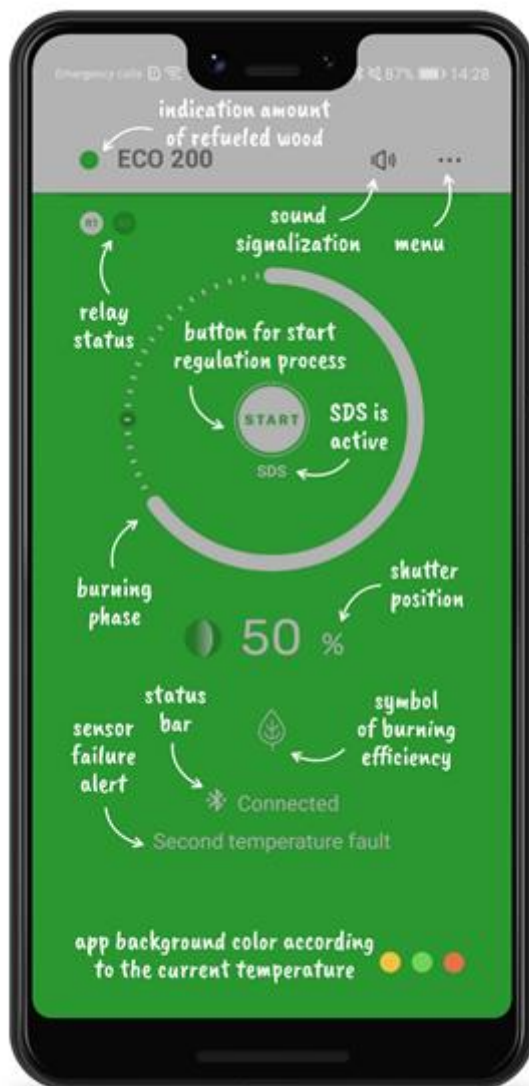 Emergency calls 87% 14:28
indication amount
of refueled wood
ECO 200
sound
signalization
menu
R1
relay
status
button for start
regulation process
START
SDS is
active
SDS
burning
phase
shutter
position
50 %
status
bar
symbol
of burning
efficiency
sensor
failure
alert
Connected
Second temperature fault
app background color according
to the current temperature